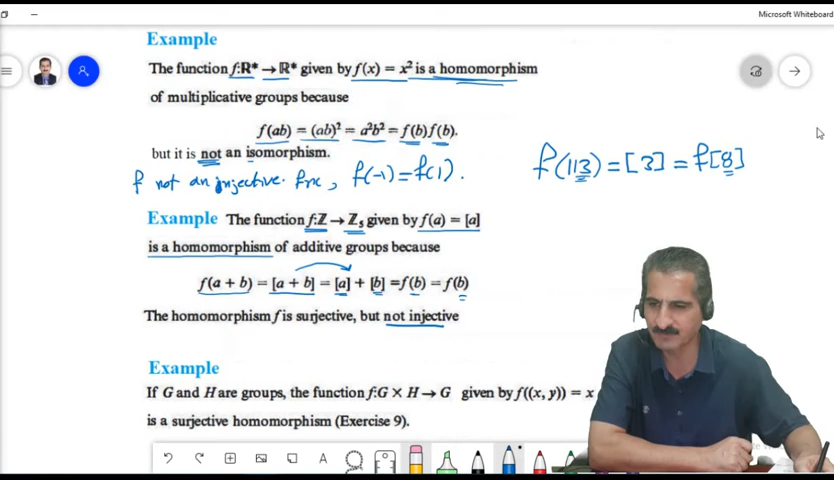 Microsoft Whiteboard
Example
The function f:R* → ℝ* given by f(x) = x² is a homomorphism
of multiplicative groups because
f(ab) = (ab)² = a²b² = f(b)f(b).
but it is not an isomorphism.
f not an injective. fnc, f(-1) = f(1).
f(113) = [3] = f[8]
Example The function f:ℤ → ℤ₅ given by f(a) = [a]
is a homomorphism of additive groups because
f(a + b) = [a + b] = [a] + [b] =f(b) = f(b)
The homomorphism f is surjective, but not injective
Example
If G and H are groups, the function f:G × H → G given by f((x, y)) = x
is a surjective homomorphism (Exercise 9).
A